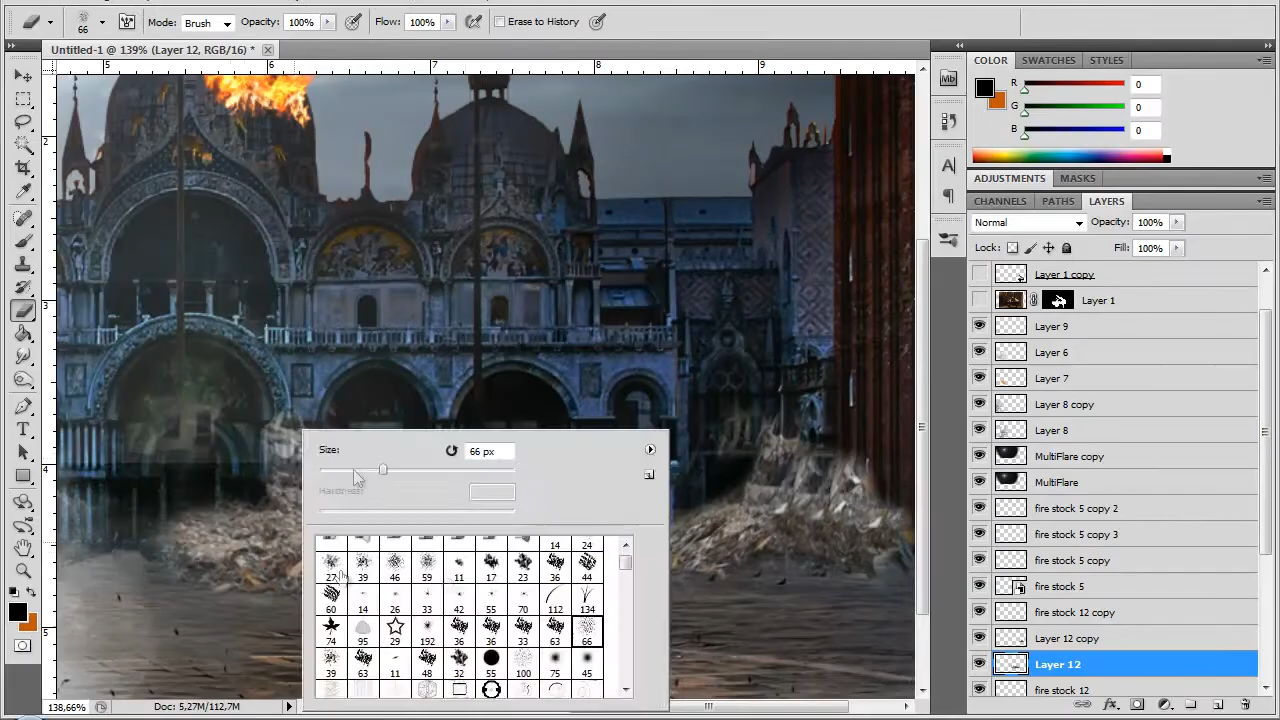 66 Mode: Brush Opacity: 100% Flow: 100% Erase to History
Untitled-1 @ 139% (Layer 12, RGB/16) *
5 6 7 8 9
2
3
4
5
Size: 66 px
Hardness:
14 24
27 39 46 59 11 17 23 36 44
60 14 26 33 42 55 70 112 134
74 95 29 192 36 33 63 66
39 63 11 48 32 55 100 75 45
138,66% Doc: 5,27M/112,7M
Mb
A
COLOR SWATCHES STYLES
R 0
G 0
B 0
ADJUSTMENTS MASKS
CHANNELS PATHS LAYERS
Normal Opacity: 100%
Lock: Fill: 100%
Layer 1 copy
Layer 1
Layer 9
Layer 6
Layer 7
Layer 8 copy
Layer 8
MultiFlare copy
MultiFlare
fire stock 5 copy 2
fire stock 5 copy 3
fire stock 5 copy
fire stock 5
fire stock 12 copy
Layer 12 copy
Layer 12
fire stock 12
fx